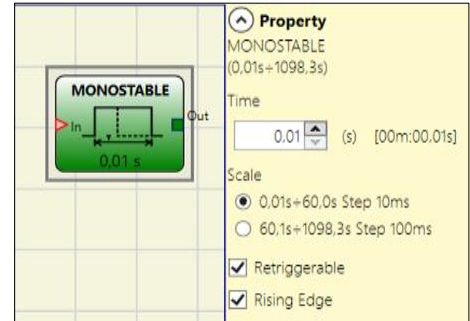 MONOSTABLE
In
Out
0,01 s
Property
MONOSTABLE
(0,01s÷1098,3s)
Time
0,01 (s) [00m:00,01s]
Scale
0,01s÷60,0s Step 10ms
60,1s÷1098,3s Step 100ms
Retriggerable
Rising Edge